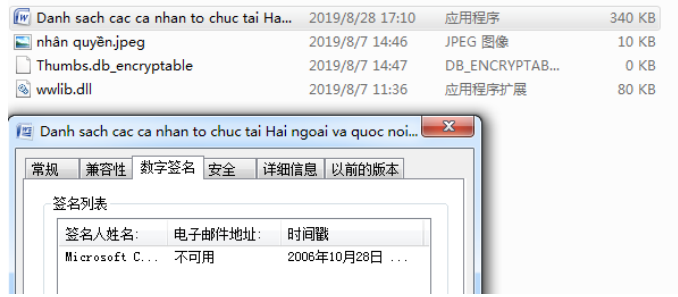 Danh sach cac ca nhan to chuc tai Ha... 2019/8/28 17:10 应用程序 340 KB
nhân quyền.jpeg 2019/8/7 14:46 JPEG 图像 10 KB
Thumbs.db_encryptable 2019/8/7 14:47 DB_ENCRYPTAB... 0 KB
wwlib.dll 2019/8/7 11:36 应用程序扩展 80 KB
Danh sach cac ca nhan to chuc tai Hai ngoai va quoc noi...
常规 兼容性 数字签名 安全 详细信息 以前的版本
签名列表
签名人姓名: 电子邮件地址: 时间戳
Microsoft C... 不可用 2006年10月28日 ...